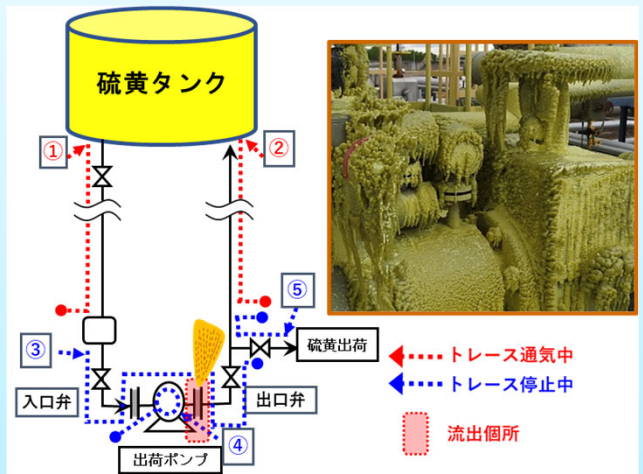 硫黄タンク
①
②
⑤
③
硫黄出荷
入口弁
出口弁
④
出荷ポンプ
トレース通気中
トレース停止中
流出個所